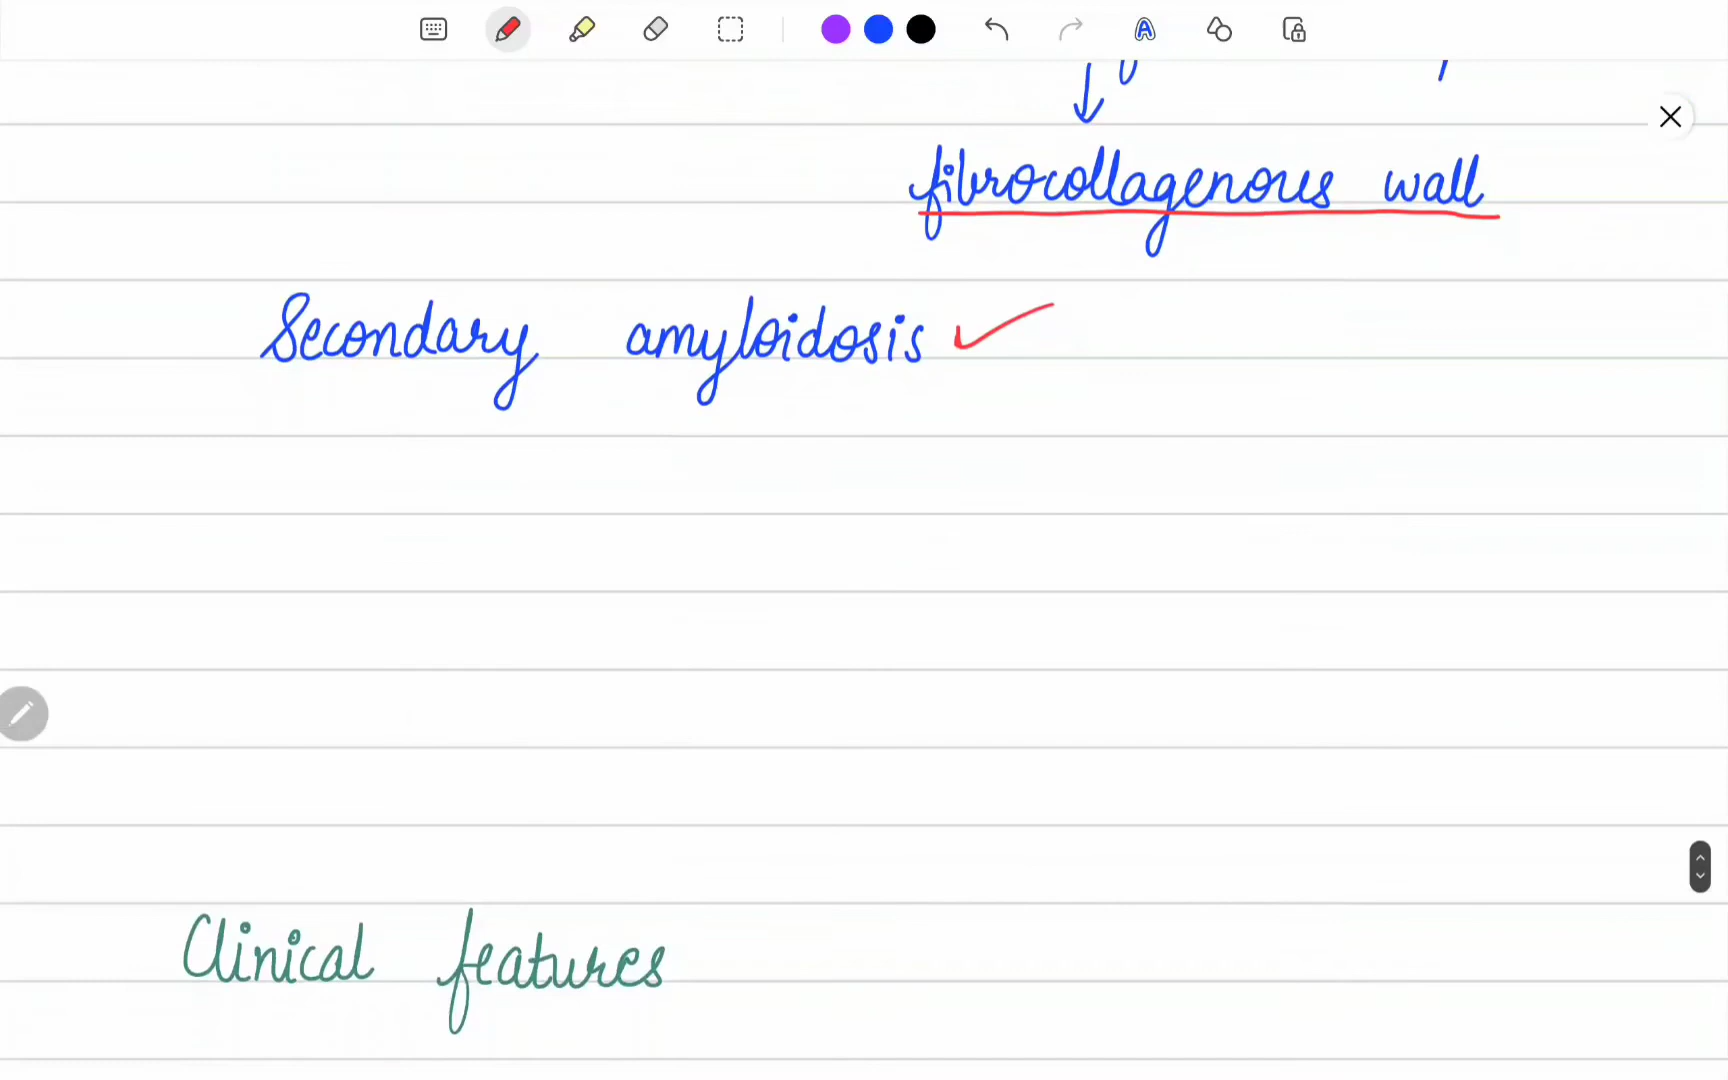 fibrocollagenous wall
Secondary amyloidosis
Clinical features